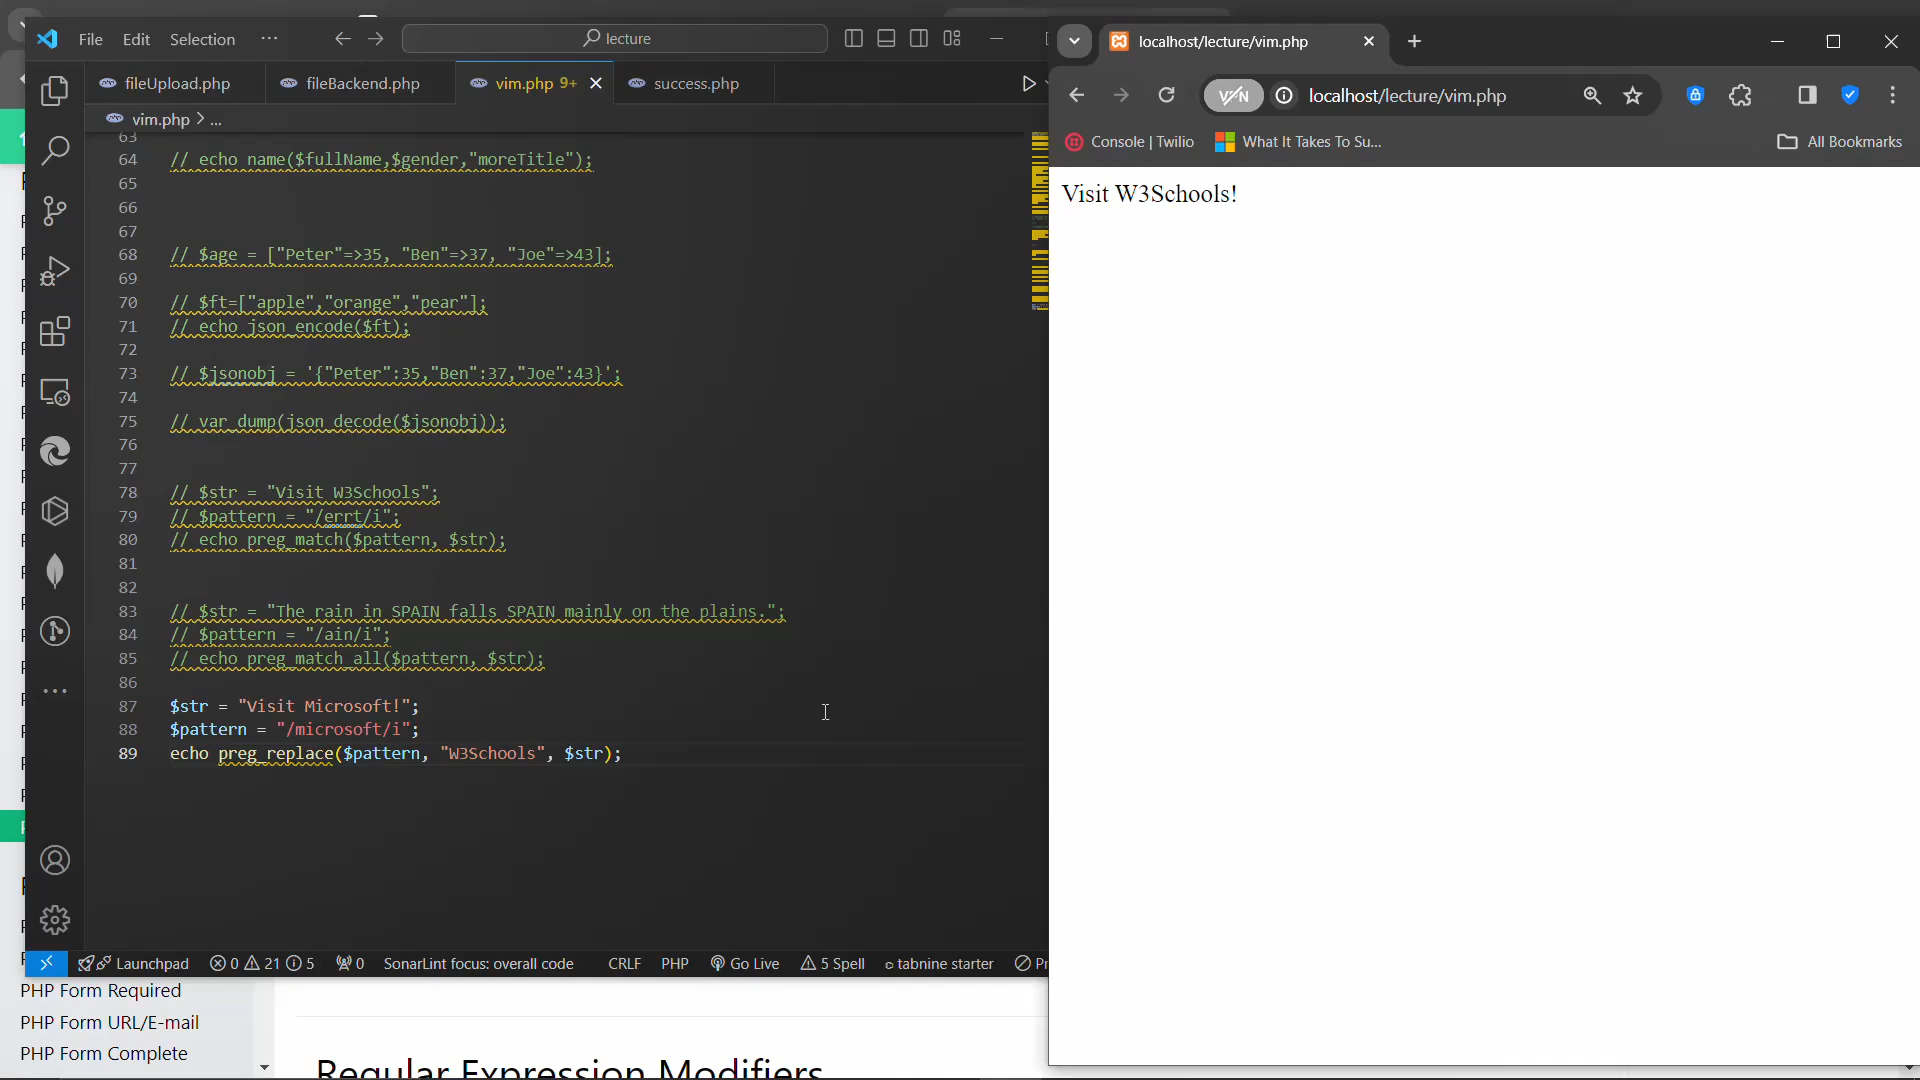 File Edit Selection ···
lecture
fileUpload.php
fileBackend.php
vim.php 9+
success.php
vim.php > ...
63
64 // echo name($fullName,$gender,"moreTitle");
65
66
67
68 // $age = ["Peter"=>35, "Ben"=>37, "Joe"=>43];
69
70 // $ft=["apple","orange","pear"];
71 // echo json_encode($ft);
72
73 // $jsonobj = '{"Peter":35,"Ben":37,"Joe":43}';
74
75 // var_dump(json_decode($jsonobj));
76
77
78 // $str = "Visit W3Schools";
79 // $pattern = "/errt/i";
80 // echo preg_match($pattern, $str);
81
82
83 // $str = "The rain in SPAIN falls SPAIN mainly on the plains.";
84 // $pattern = "/ain/i";
85 // echo preg_match_all($pattern, $str);
86
87 $str = "Visit Microsoft!";
88 $pattern = "/microsoft/i";
89 echo preg_replace($pattern, "W3Schools", $str);
Launchpad 0 21 5 0 SonarLint focus: overall code CRLF PHP Go Live 5 Spell tabnine starter
PHP Form Required
PHP Form URL/E-mail
PHP Form Complete
Regular Expression Modifiers
localhost/lecture/vim.php
VPN
localhost/lecture/vim.php
Console | Twilio
What It Takes To Su...
All Bookmarks
Visit W3Schools!